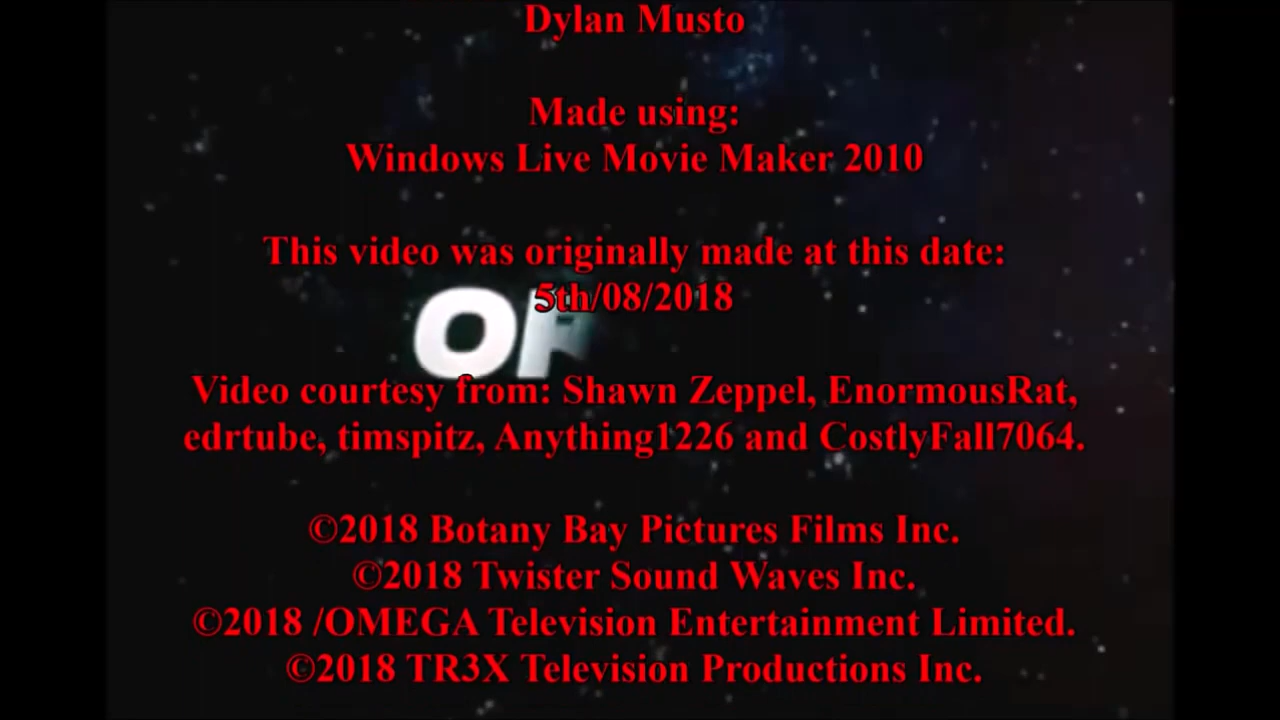 Dylan Musto
Made using:
Windows Live Movie Maker 2010
This video was originally made at this date:
5th/08/2018
Video courtesy from: Shawn Zeppel, EnormousRat,
edrtube, timspitz, Anything1226 and CostlyFall7064.
©2018 Botany Bay Pictures Films Inc.
©2018 Twister Sound Waves Inc.
©2018 /OMEGA Television Entertainment Limited.
©2018 TR3X Television Productions Inc.